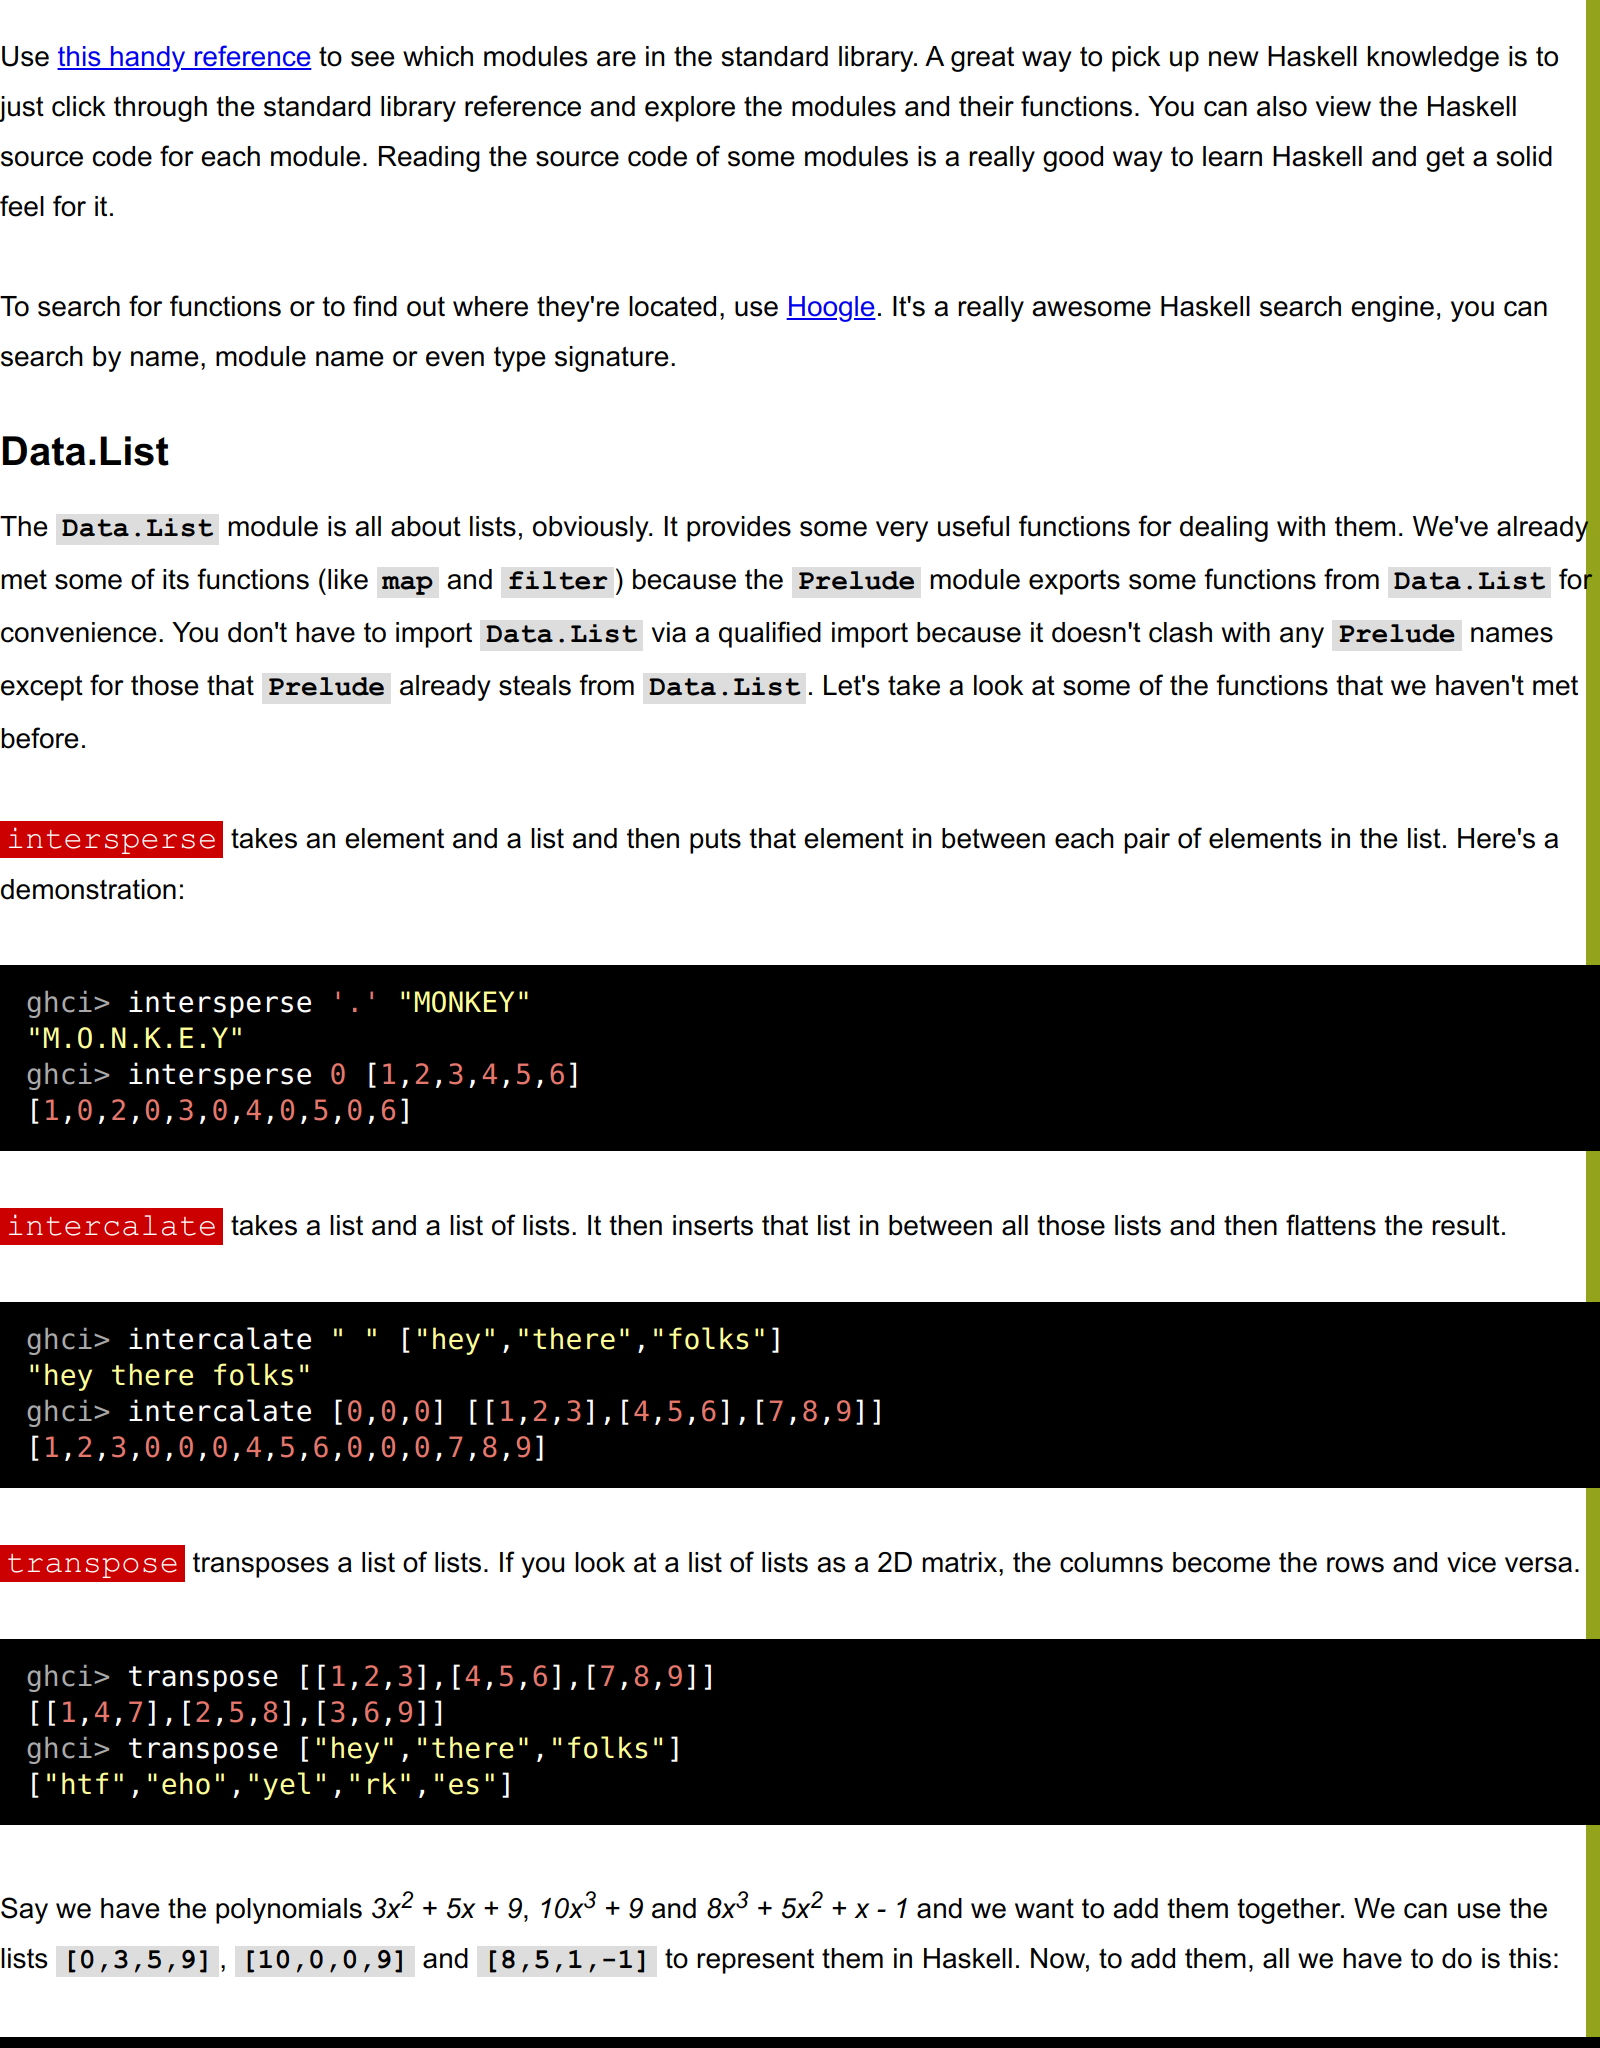 Use this handy reference to see which modules are in the standard library. A great way to pick up new Haskell knowledge is to
just click through the standard library reference and explore the modules and their functions. You can also view the Haskell
source code for each module. Reading the source code of some modules is a really good way to learn Haskell and get a solid
feel for it.
To search for functions or to find out where they're located, use Hoogle. It's a really awesome Haskell search engine, you can
search by name, module name or even type signature.
Data.List
The Data.List module is all about lists, obviously. It provides some very useful functions for dealing with them. We've already
met some of its functions (like map and filter) because the Prelude module exports some functions from Data.List for
convenience. You don't have to import Data.List via a qualified import because it doesn't clash with any Prelude names
except for those that Prelude already steals from Data.List. Let's take a look at some of the functions that we haven't met
before.
intersperse takes an element and a list and then puts that element in between each pair of elements in the list. Here's a
demonstration:
ghci> intersperse '.' "MONKEY"
"M.O.N.K.E.Y"
ghci> intersperse 0 [1,2,3,4,5,6]
[1,0,2,0,3,0,4,0,5,0,6]
intercalate takes a list and a list of lists. It then inserts that list in between all those lists and then flattens the result.
ghci> intercalate " " ["hey","there","folks"]
"hey there folks"
ghci> intercalate [0,0,0] [[1,2,3],[4,5,6],[7,8,9]]
[1,2,3,0,0,0,4,5,6,0,0,0,7,8,9]
transpose transposes a list of lists. If you look at a list of lists as a 2D matrix, the columns become the rows and vice versa.
ghci> transpose [[1,2,3],[4,5,6],[7,8,9]]
[[1,4,7],[2,5,8],[3,6,9]]
ghci> transpose ["hey","there","folks"]
["htf","eho","yel","rk","es"]
Say we have the polynomials 3x² + 5x + 9, 10x³ + 9 and 8x³ + 5x² + x - 1 and we want to add them together. We can use the
lists [0,3,5,9], [10,0,0,9] and [8,5,1,-1] to represent them in Haskell. Now, to add them, all we have to do is this: